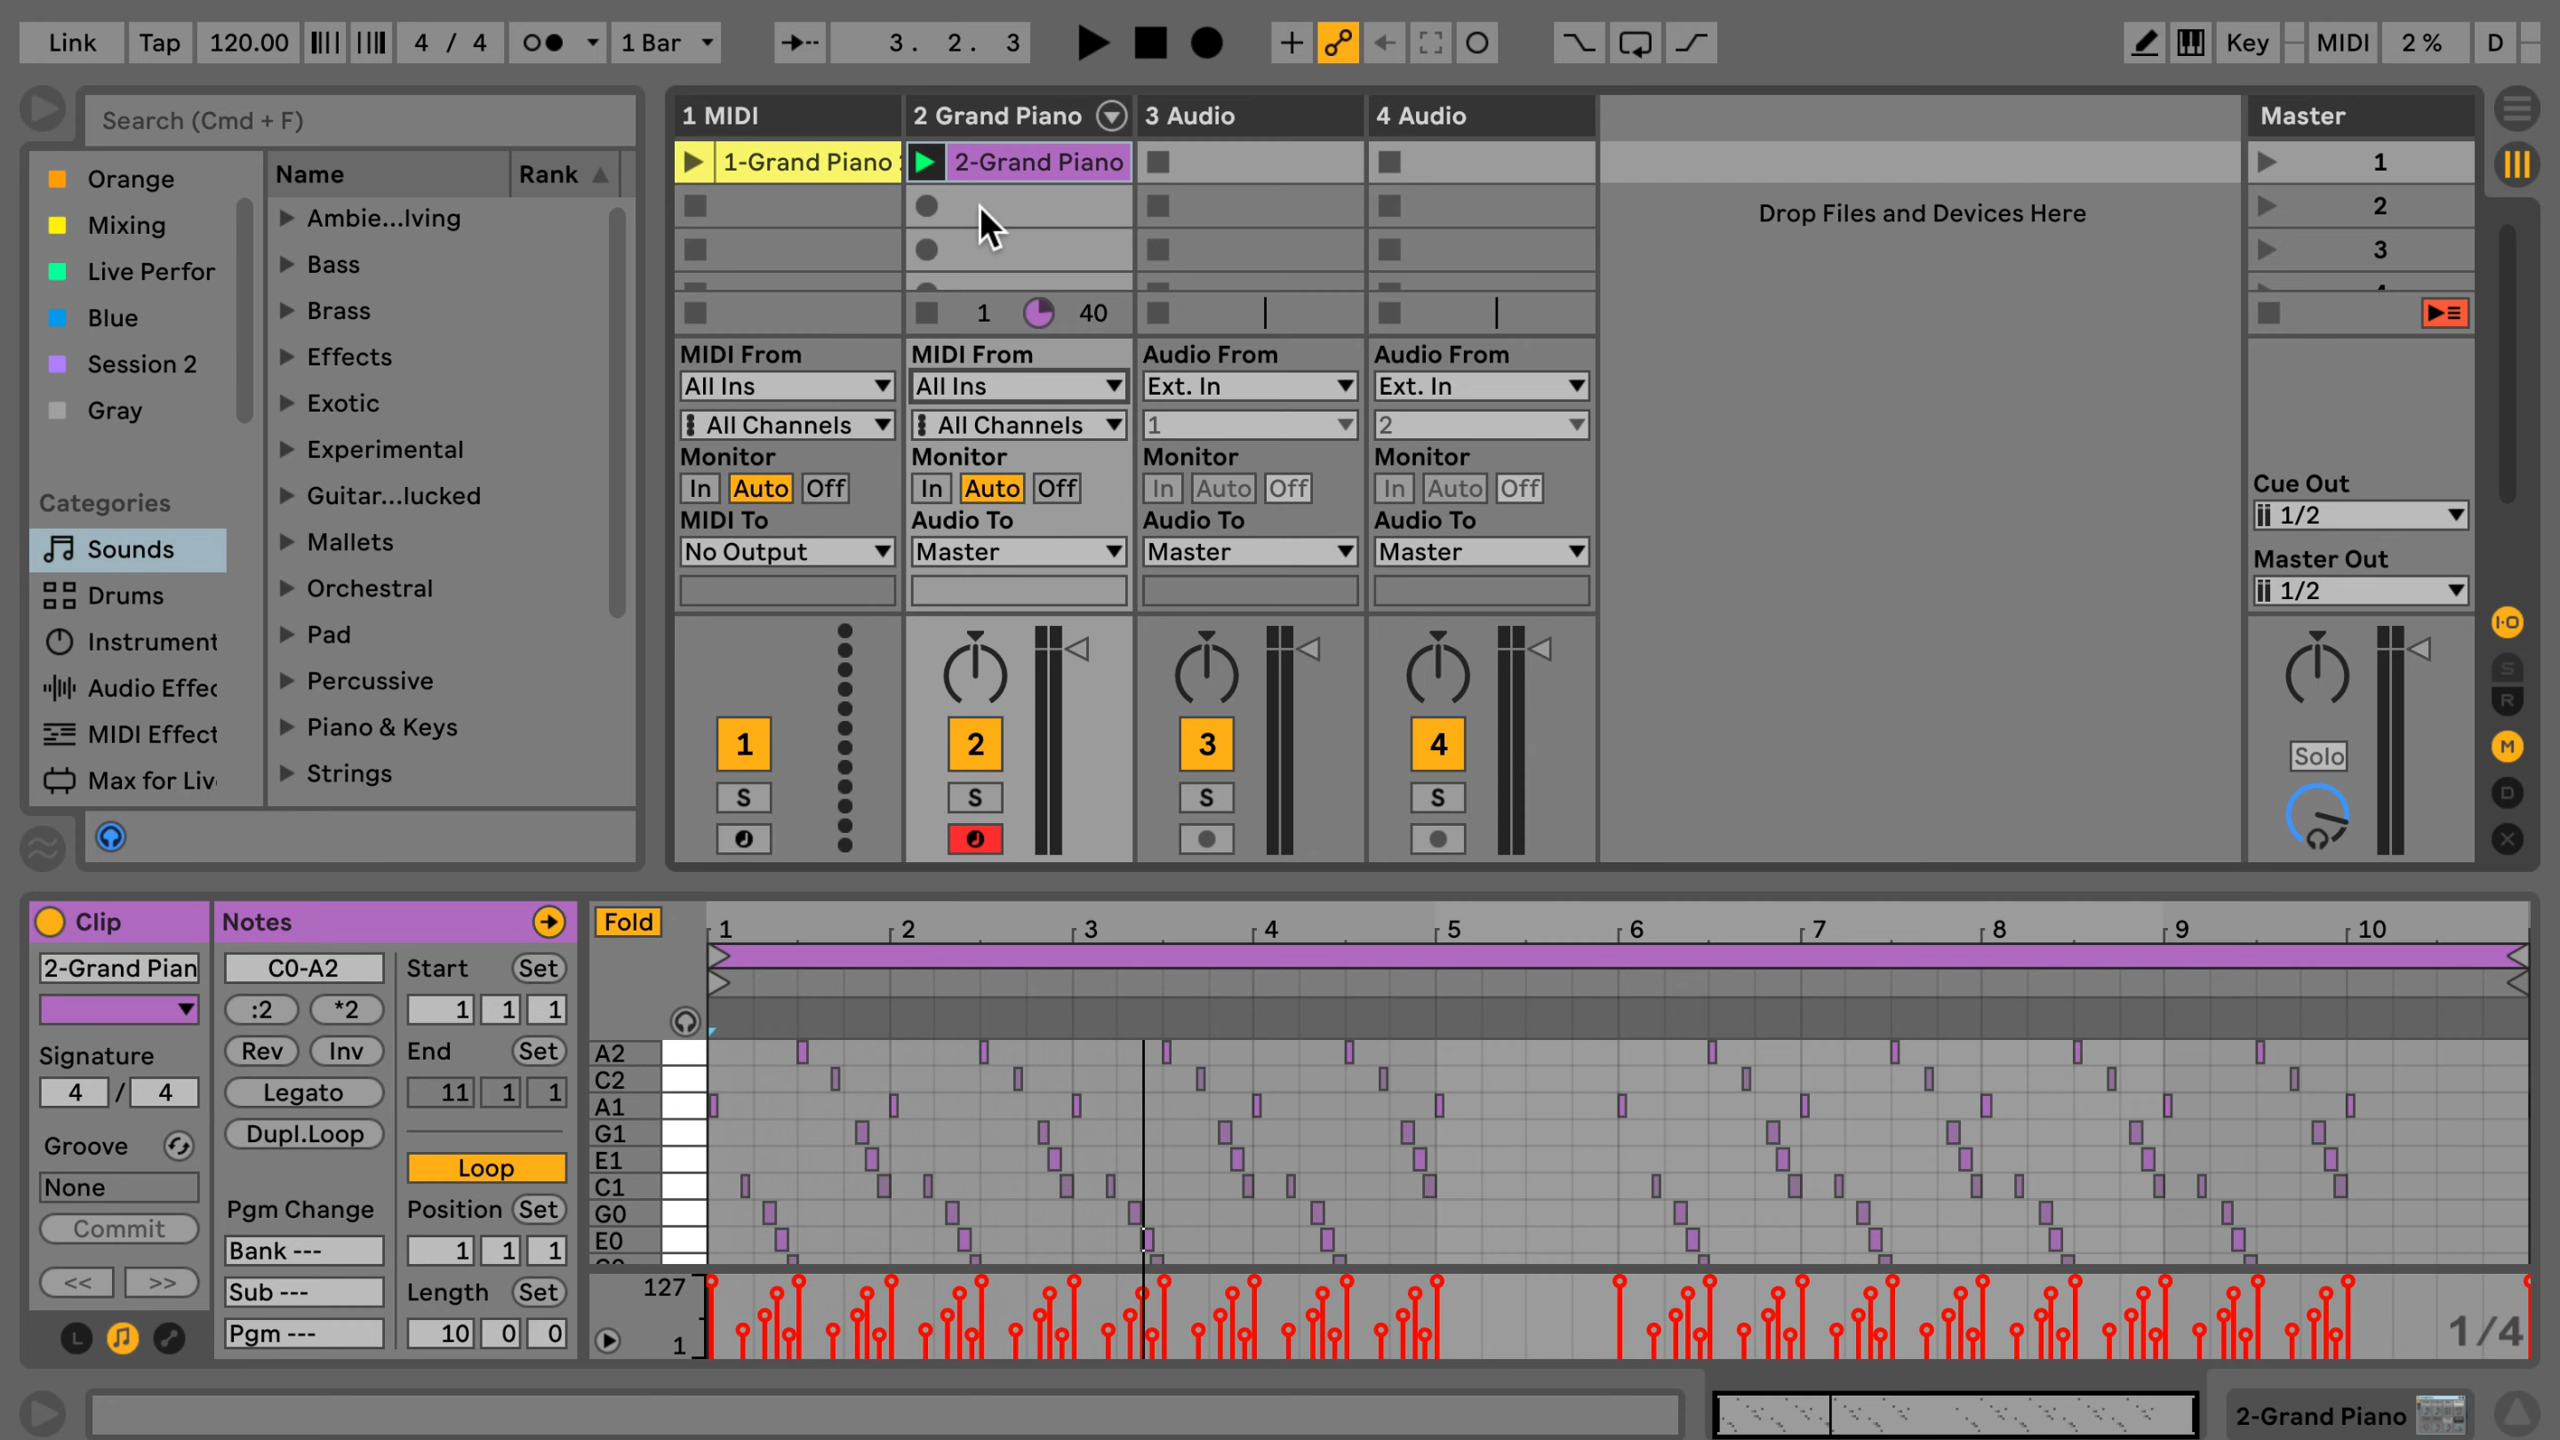 Link Tap 120.00 4 / 4 1 Bar 3. 2. 3 Key MIDI 2 % D
Search (Cmd + F)
Orange
Mixing
Live Perfor
Blue
Session 2
Gray
Categories
Sounds
Drums
Instrument
Audio Effec
MIDI Effect
Max for Liv
Name Rank
Ambie...lving
Bass
Brass
Effects
Exotic
Experimental
Guitar...lucked
Mallets
Orchestral
Pad
Percussive
Piano & Keys
Strings
1 MIDI 2 Grand Piano 3 Audio 4 Audio Master
1-Grand Piano 2-Grand Piano 1
Drop Files and Devices Here
2
3
1 40
MIDI From MIDI From Audio From Audio From
All Ins All Ins Ext. In Ext. In
All Channels All Channels 1 2
Monitor Monitor Monitor Monitor
In Auto Off In Auto Off In Auto Off In Auto Off
MIDI To Audio To Audio To Audio To
No Output Master Master Master
Cue Out
1/2
Master Out
1/2
I·O
S
R
M
D
X
1 2 3 4
S S S S
Solo
Clip
2-Grand Pian
Signature
4 / 4
Groove
None
Commit
<< >>
L
Notes
C0-A2
:2 *2
Rev Inv
Legato
Dupl.Loop
Pgm Change
Bank ---
Sub ---
Pgm ---
Start Set
1 1 1
End Set
11 1 1
Loop
Position Set
1 1 1
Length Set
10 0 0
Fold 1 2 3 4 5 6 7 8 9 10
A2
C2
A1
G1
E1
C1
G0
E0
127
1
1/4
2-Grand Piano